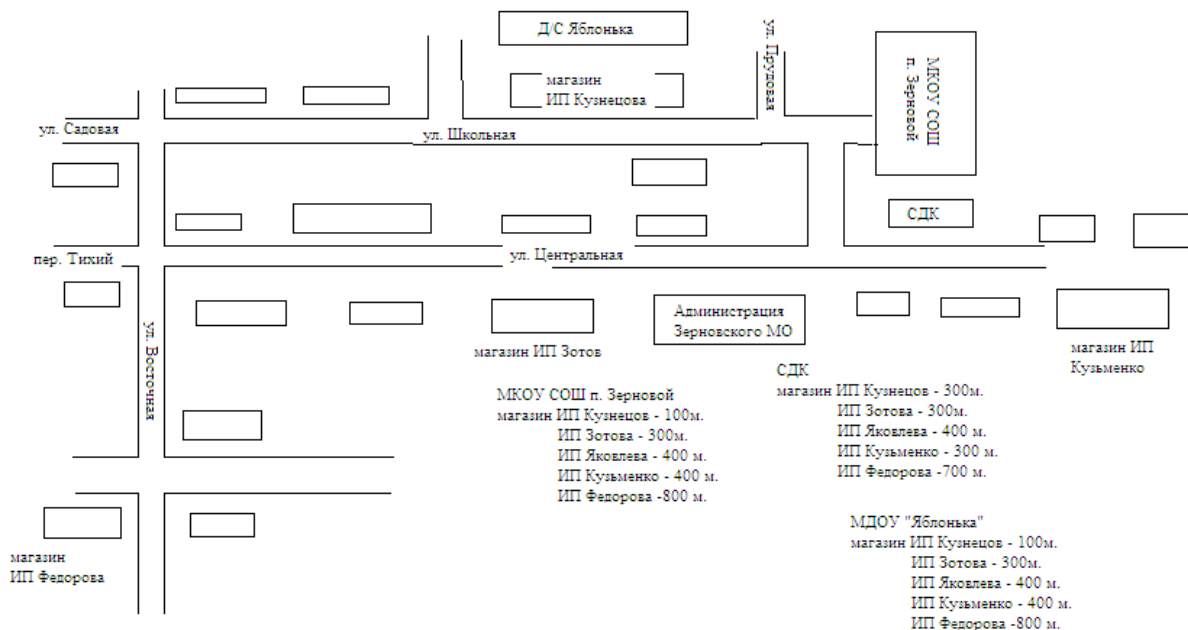 Д/С Яблонька
ул. Прудовая
МКОУ СОШ
п. Зерновой
магазин
ИП Кузнецова
ул. Садовая
ул. Школьная
СДК
пер. Тихий
ул. Центральная
ул. Восточная
Администрация
Зерновского МО
магазин ИП Зотов
магазин ИП
Кузьменко
МКОУ СОШ п. Зерновой
магазин ИП Кузнецов - 100м.
ИП Зотова - 300м.
ИП Яковлева - 400 м.
ИП Кузьменко - 400 м.
ИП Федорова -800 м.
СДК
магазин ИП Кузнецов - 300м.
ИП Зотова - 300м.
ИП Яковлева - 400 м.
ИП Кузьменко - 300 м.
ИП Федорова -700 м.
МДОУ "Яблонька"
магазин ИП Кузнецов - 100м.
ИП Зотова - 300м.
ИП Яковлева - 400 м.
ИП Кузьменко - 400 м.
ИП Федорова -800 м.
магазин
ИП Федорова